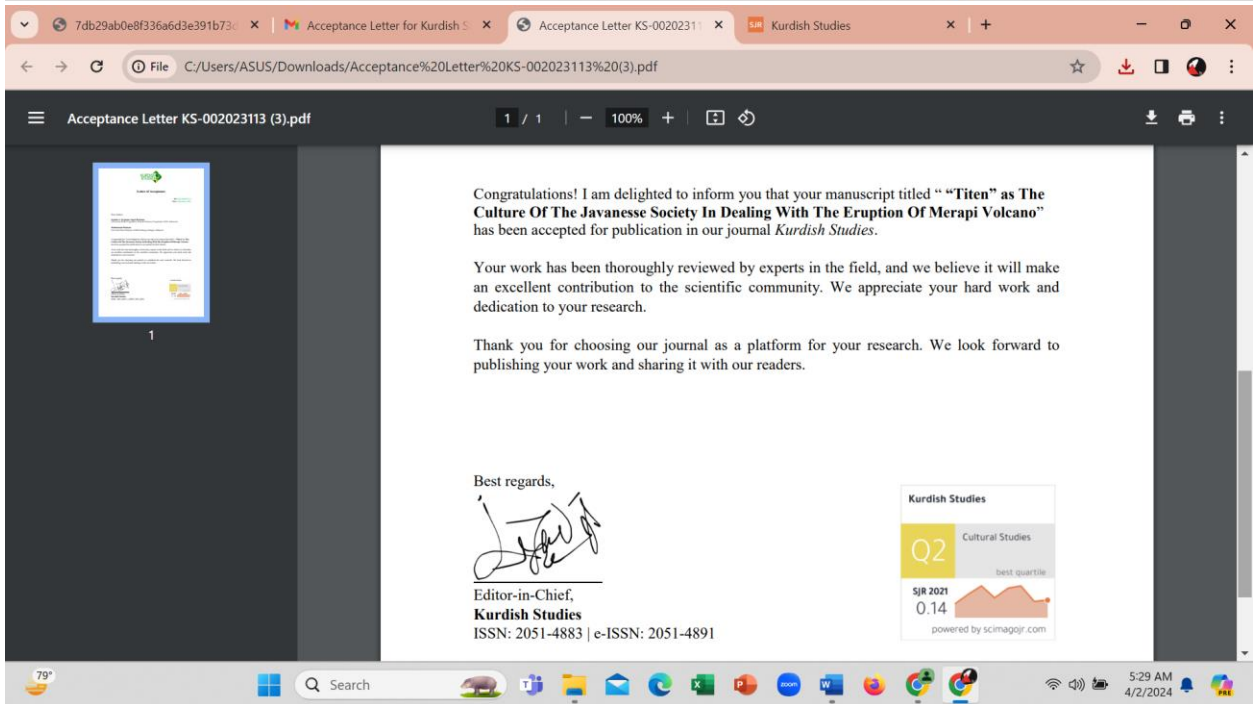 7db29ab0e8f336a6d3e391b73c
Acceptance Letter for Kurdish S
Acceptance Letter KS-00202311
SJR
Kurdish Studies
File
C:/Users/ASUS/Downloads/Acceptance%20Letter%20KS-002023113%20(3).pdf
Acceptance Letter KS-002023113 (3).pdf
1 / 1
100%
1
Congratulations! I am delighted to inform you that your manuscript titled “ “Titen” as The
Culture Of The Javanesse Society In Dealing With The Eruption Of Merapi Volcano”
has been accepted for publication in our journal Kurdish Studies.
Your work has been thoroughly reviewed by experts in the field, and we believe it will make
an excellent contribution to the scientific community. We appreciate your hard work and
dedication to your research.
Thank you for choosing our journal as a platform for your research. We look forward to
publishing your work and sharing it with our readers.
Best regards,
Editor-in-Chief,
Kurdish Studies
ISSN: 2051-4883 | e-ISSN: 2051-4891
Kurdish Studies
Q2
Cultural Studies
best quartile
SJR 2021
0.14
powered by scimagojr.com
79°
Search
zoom
5:29 AM
4/2/2024
PRE